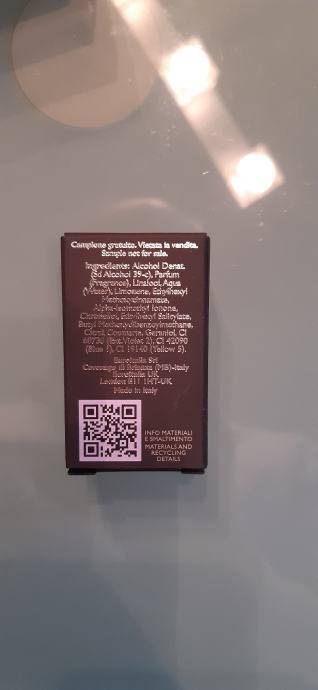 Campione gratuito. Vietata la vendita.
Sample not for sale.
Ingredients: Alcohol Denat.
(Sd Alcohol 39-c), Parfum
(Fragrance), Linalool, Aqua
(Water), Limonene, Ethylhexyl
Methoxycinnamate,
Alpha-isomethyl Ionone,
Citronellol, Ethylhexyl Salicylate,
Butyl Methoxydibenzoylmethane,
Citral, Coumarin, Geraniol, CI
60730 (Ext. Violet 2), CI 42090
(Blue 1), CI 19140 (Yellow 5).
Euroitalia Srl
Cavenago di Brianza (MB)-Italy
Euroitalia UK
London E11 1HT-UK
Made in Italy
INFO MATERIALI
E SMALTIMENTO
MATERIALS AND
RECYCLING
DETAILS